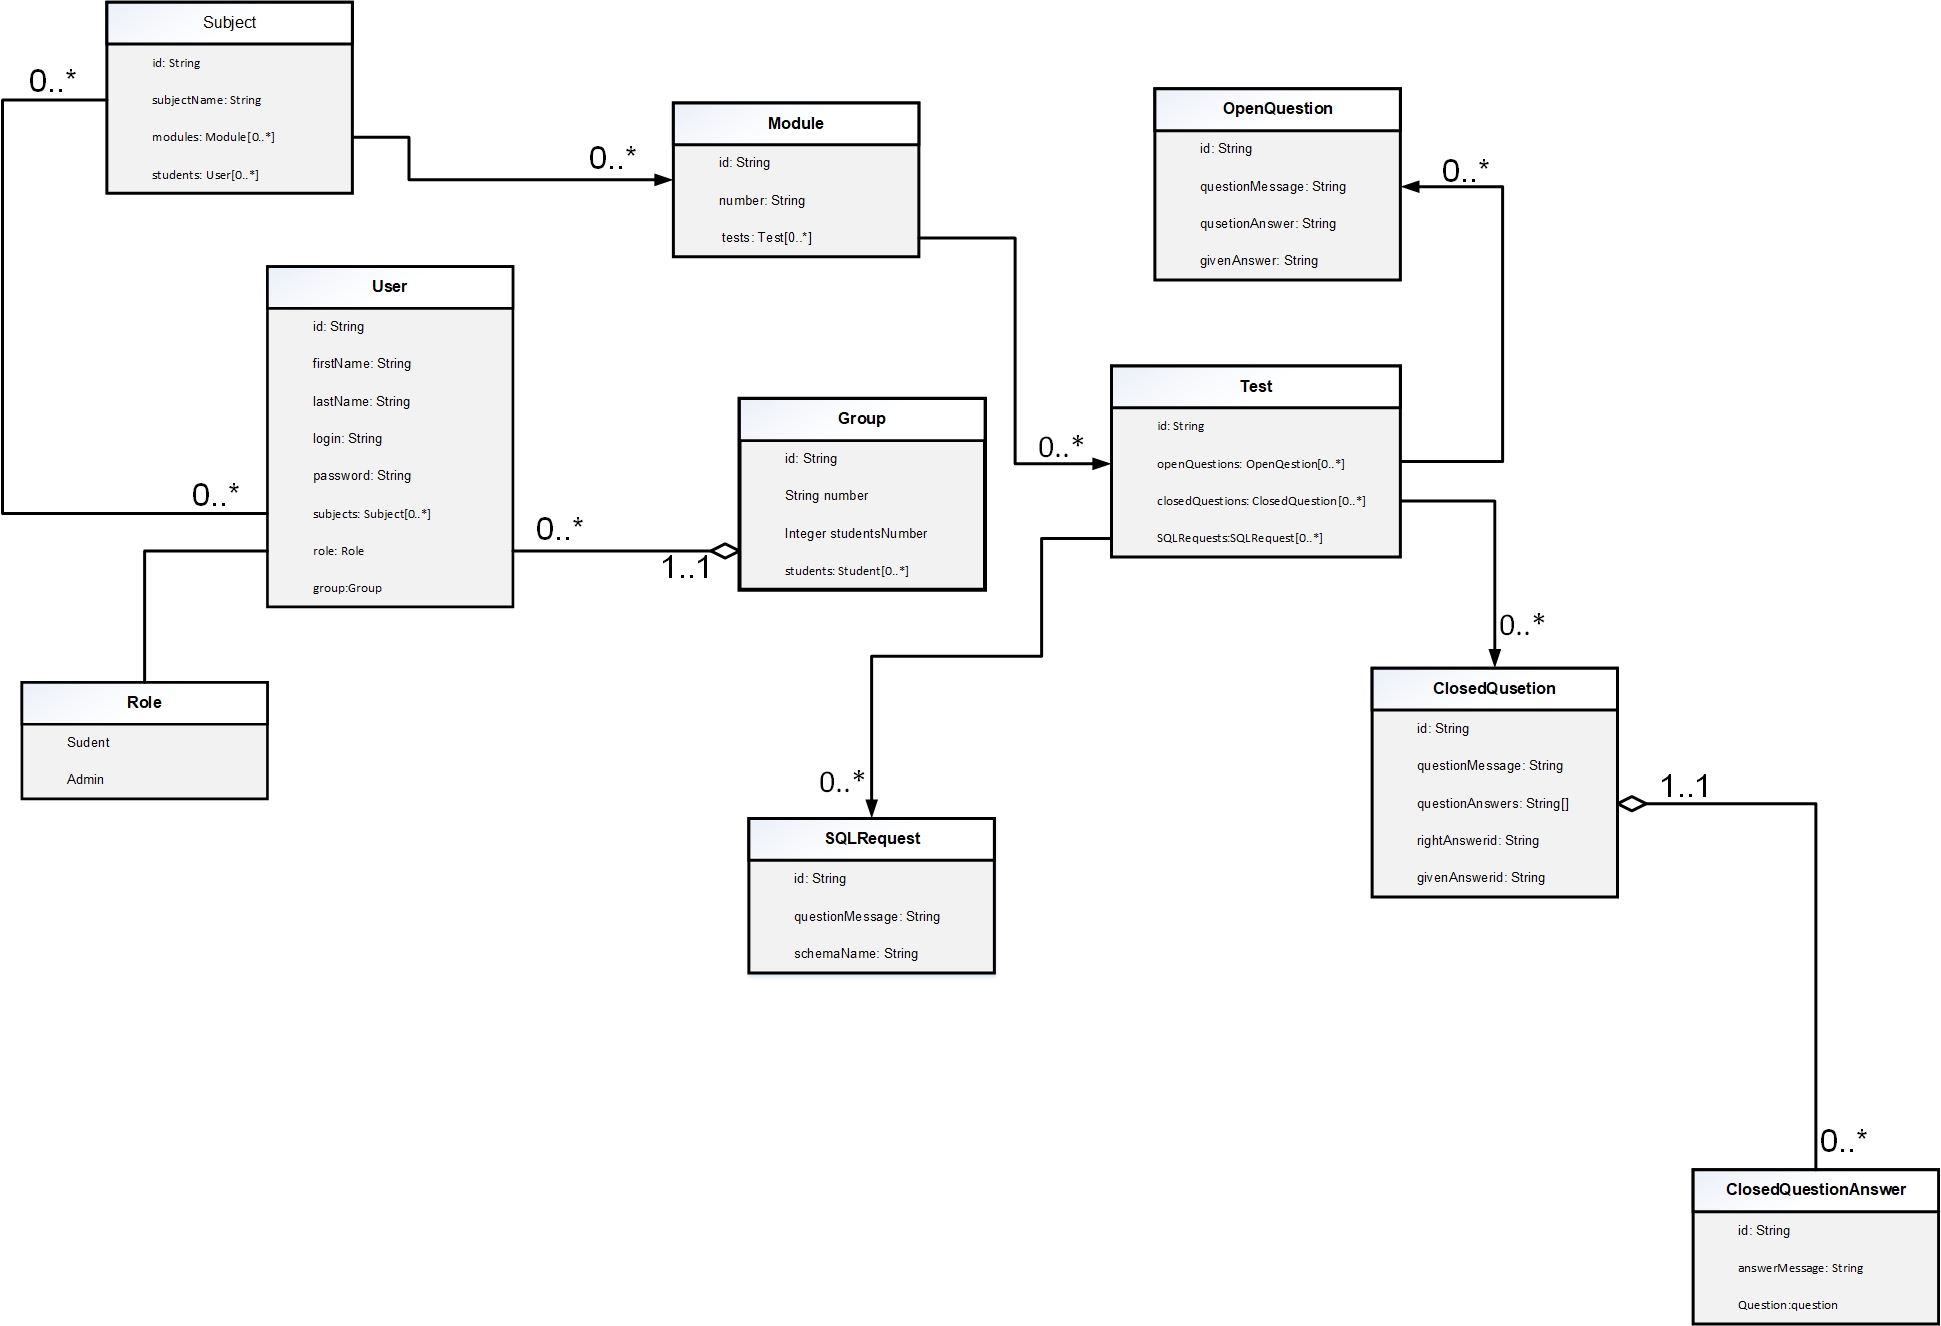 Subject
id: String
subjectName: String
modules: Module[0..*]
students: User[0..*]
0..*
0..*
Module
id: String
number: String
tests: Test[0..*]
OpenQuestion
id: String
questionMessage: String
qusetionAnswer: String
givenAnswer: String
0..*
User
id: String
firstName: String
lastName: String
login: String
password: String
subjects: Subject[0..*]
role: Role
group:Group
0..*
0..*
1..1
Group
id: String
String number
Integer studentsNumber
students: Student[0..*]
0..*
Test
id: String
openQuestions: OpenQestion[0..*]
closedQuestions: ClosedQuestion[0..*]
SQLRequests:SQLRequest[0..*]
0..*
Role
Sudent
Admin
0..*
SQLRequest
id: String
questionMessage: String
schemaName: String
ClosedQusetion
id: String
questionMessage: String
questionAnswers: String[]
rightAnswerid: String
givenAnswerid: String
1..1
0..*
ClosedQuestionAnswer
id: String
answerMessage: String
Question:question